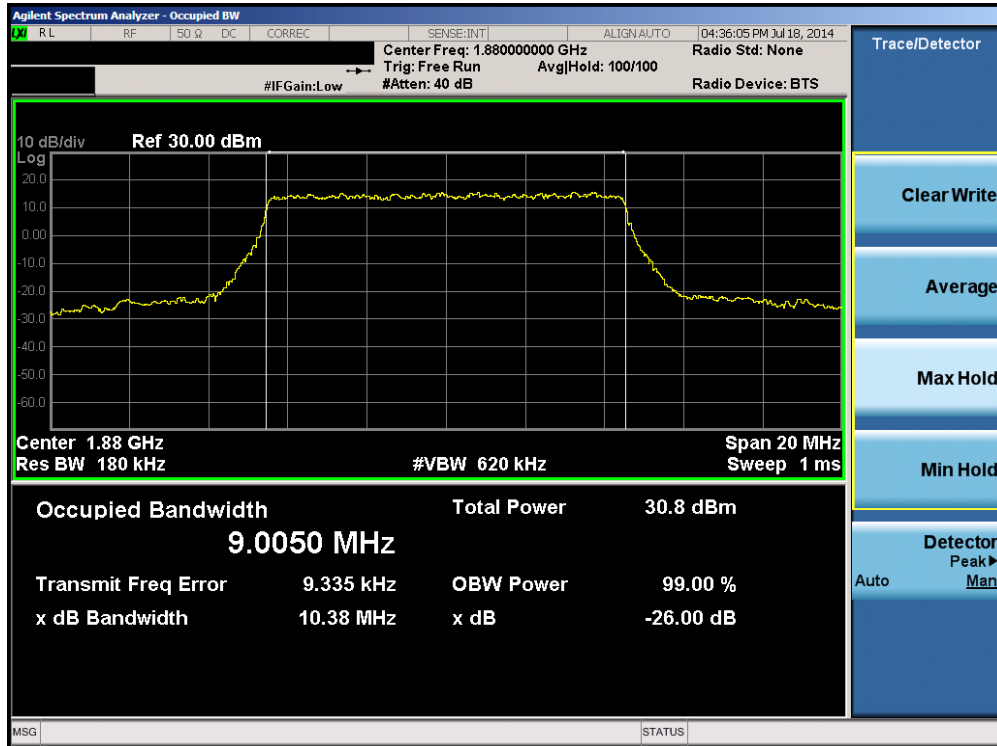 Agilent Spectrum Analyzer - Occupied BW
LXI RL RF 50 Ω DC CORREC SENSE:INT ALIGN AUTO 04:36:05 PM Jul 18, 2014
Center Freq: 1.880000000 GHz Radio Std: None
Trig: Free Run Avg|Hold: 100/100
#IFGain:Low #Atten: 40 dB Radio Device: BTS
10 dB/div Ref 30.00 dBm
Log
20.0
10.0
0.00
-10.0
-20.0
-30.0
-40.0
-50.0
-60.0
Center 1.88 GHz Span 20 MHz
Res BW 180 kHz #VBW 620 kHz Sweep 1 ms
Occupied Bandwidth Total Power 30.8 dBm
9.0050 MHz
Transmit Freq Error 9.335 kHz OBW Power 99.00 %
x dB Bandwidth 10.38 MHz x dB -26.00 dB
MSG STATUS
Trace/Detector
Clear Write
Average
Max Hold
Min Hold
Detector
Peak▶
Auto Man